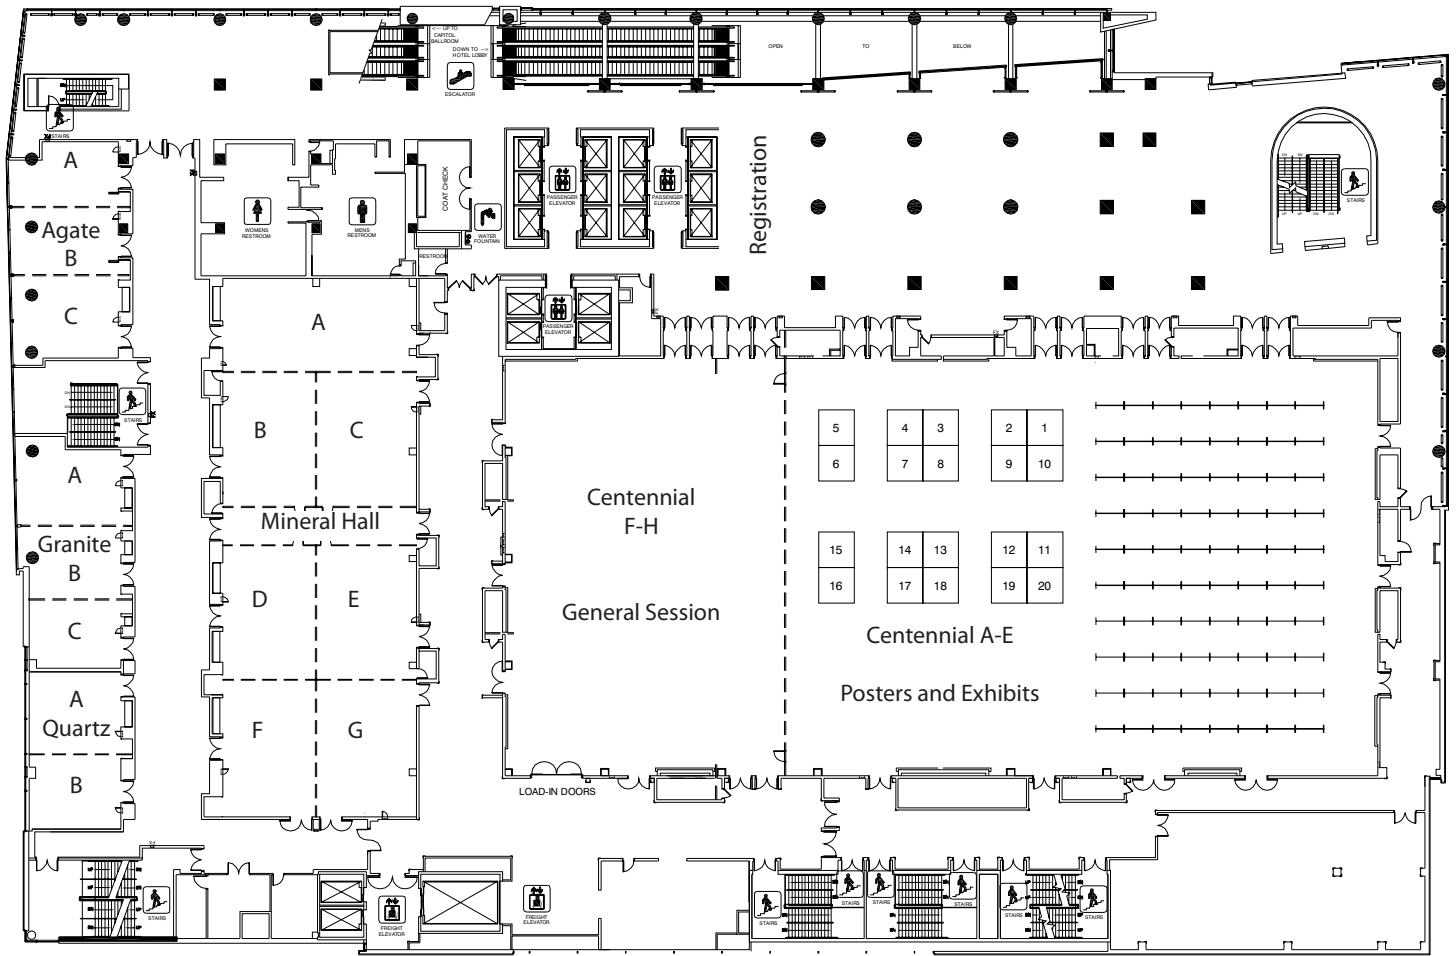 <— UP TO
CAPITOL
BALLROOM
DOWN TO —>
HOTEL LOBBY
ESCALATOR
OPEN
TO
BELOW
STAIRS
A
Agate
B
C
WOMENS
RESTROOM
MENS
RESTROOM
COAT CHECK
WATER
FOUNTAIN
RESTROOM
PASSENGER
ELEVATOR
PASSENGER
ELEVATOR
PASSENGER
ELEVATOR
Registration
STAIRS
STAIRS
A
Granite
B
C
A
Quartz
B
A
B
C
Mineral Hall
D
E
F
G
Centennial
F-H
General Session
5
4
3
2
1
6
7
8
9
10
15
14
13
12
11
16
17
18
19
20
Centennial A-E
Posters and Exhibits
LOAD-IN DOORS
STAIRS
FREIGHT
ELEVATOR
FREIGHT
ELEVATOR
STAIRS
STAIRS
STAIRS
STAIRS
STAIRS
STAIRS